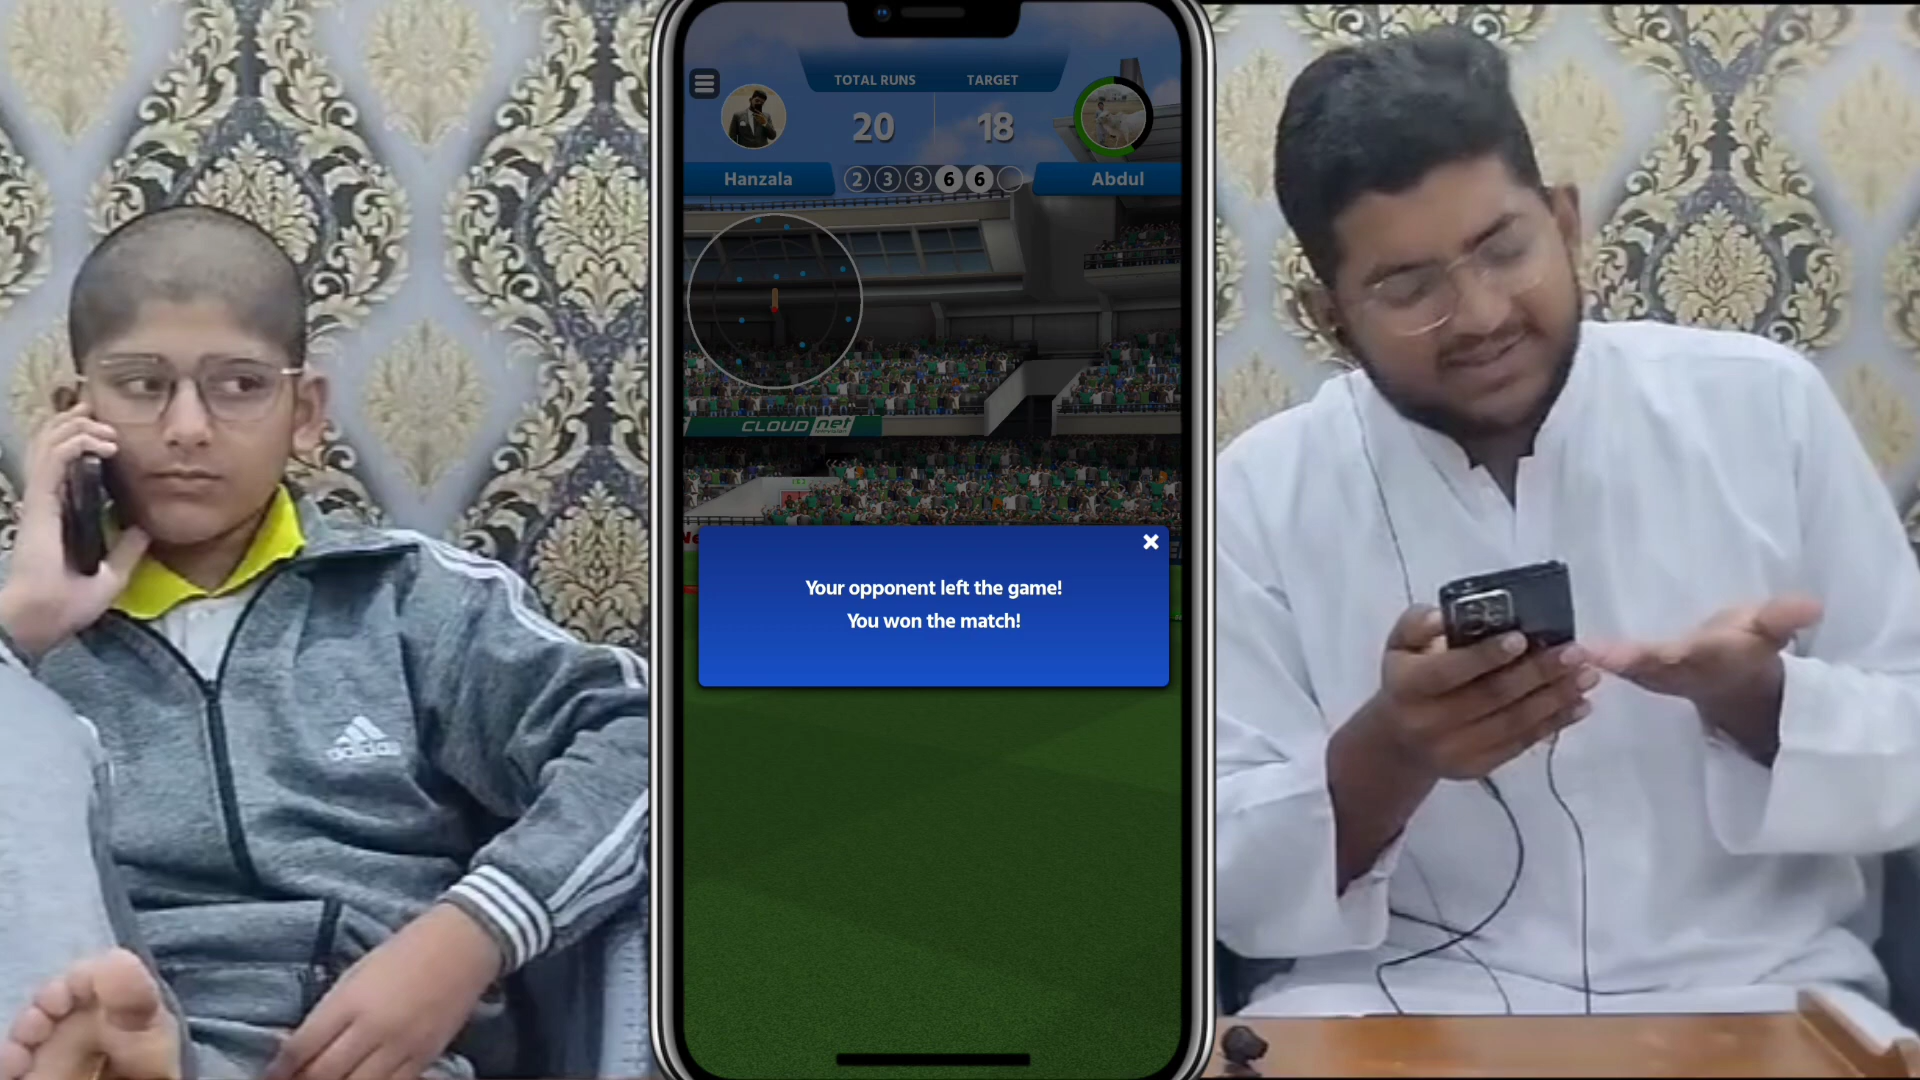 TOTAL RUNS TARGET
20 18
Hanzala 2 3 3 6 6 Abdul
CLOUD net
Your opponent left the game!
You won the match!
adidas